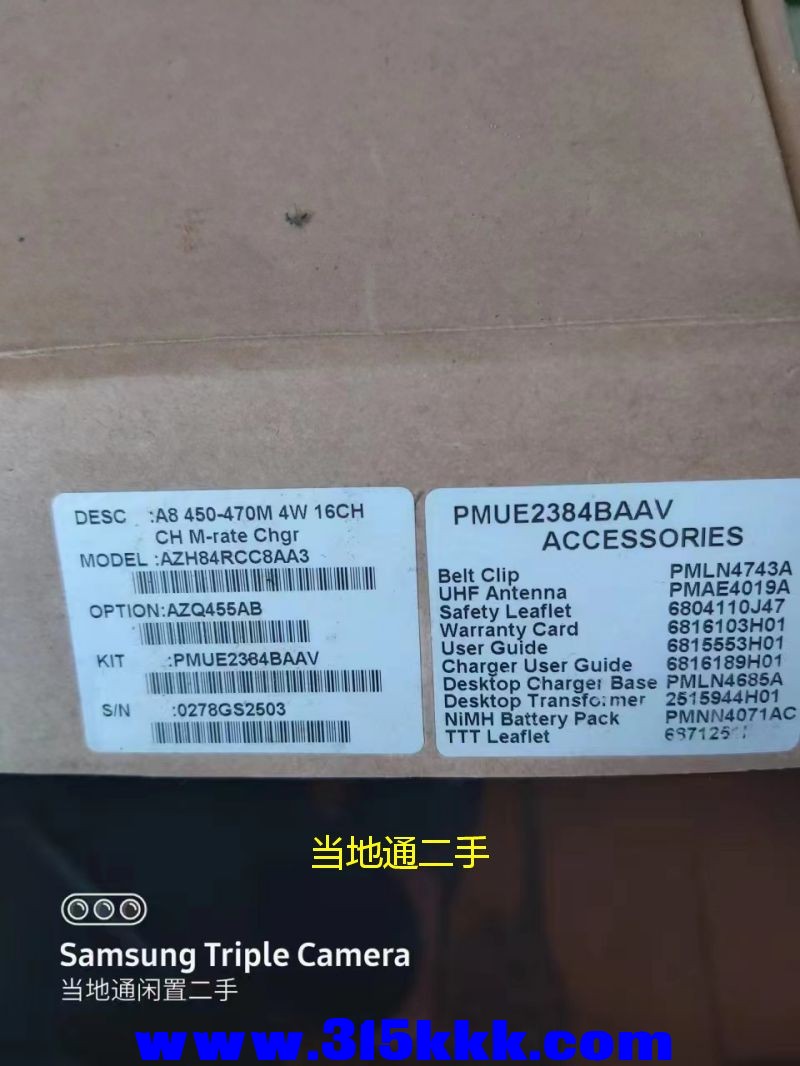 DESC :A8 450-470M 4W 16CH
CH M-rate Chgr
MODEL :AZH84RCC8AA3
OPTION:AZQ455AB
KIT :PMUE2384BAAV
S/N :0278GS2503
PMUE2384BAAV
ACCESSORIES
Belt Clip PMLN4743A
UHF Antenna PMAE4019A
Safety Leaflet 6804110J47
Warranty Card 6816103H01
User Guide 6815553H01
Charger User Guide 6816189H01
Desktop Charger Base PMLN4685A
Desktop Transformer 2515944H01
NiMH Battery Pack PMNN4071AC
TTT Leaflet
当地通二手
Samsung Triple Camera
当地通闲置二手
www.315kkk.com